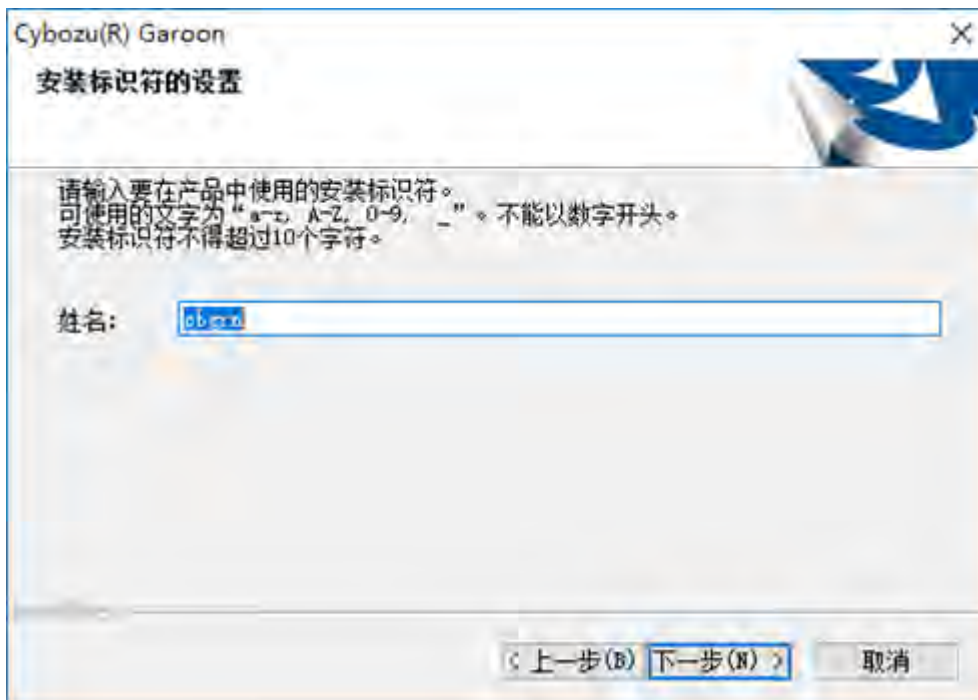 Cybozu(R) Garoon
安装标识符的设置
请输入要在产品中使用的安装标识符。
可使用的文字为“a-z, A-Z, 0-9, _”。不能以数字开头。
安装标识符不得超过10个字符。
姓名: cbgrn
< 上一步(B) 下一步(N) > 取消